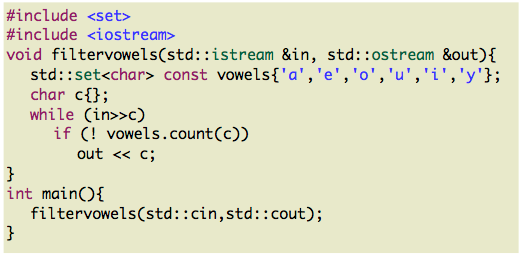 #include <set>
#include <iostream>
void filtervowels(std::istream &in, std::ostream &out){
std::set<char> const vowels{'a','e','o','u','i','y'};
char c{};
while (in>>c)
if (! vowels.count(c))
out << c;
}
int main(){
filtervowels(std::cin,std::cout);
}